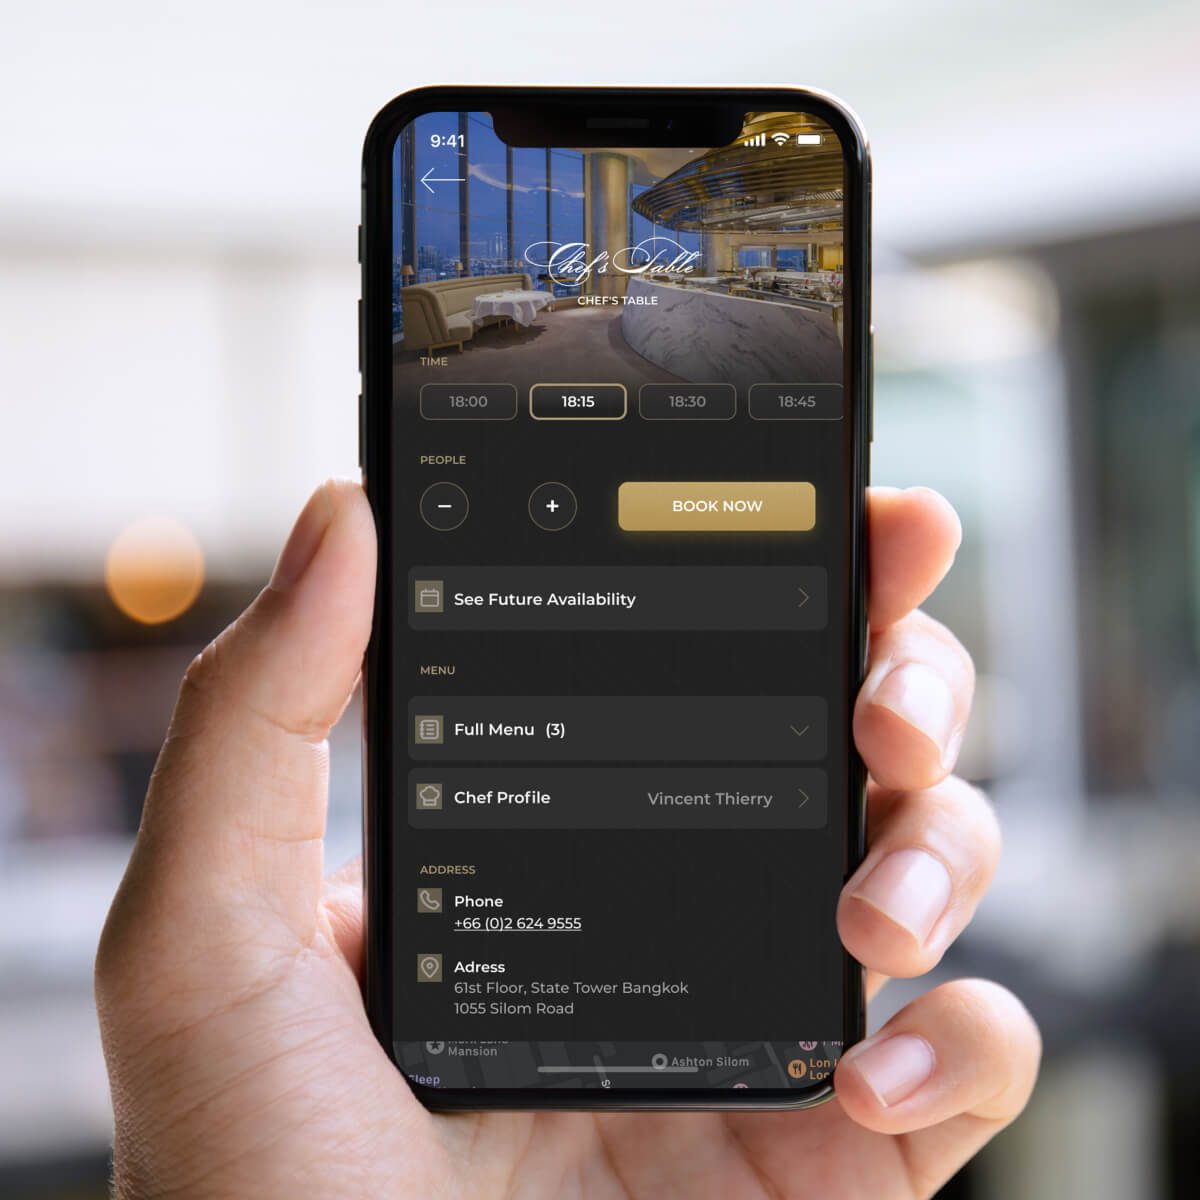 9:41
Chef's Table
CHEF'S TABLE
TIME
18:00 18:15 18:30 18:45
PEOPLE
− + BOOK NOW
See Future Availability
MENU
Full Menu (3)
Chef Profile Vincent Thierry
ADDRESS
Phone
+66 (0)2 624 9555
Adress
61st Floor, State Tower Bangkok
1055 Silom Road
Mansion
Ashton Silom
Lon